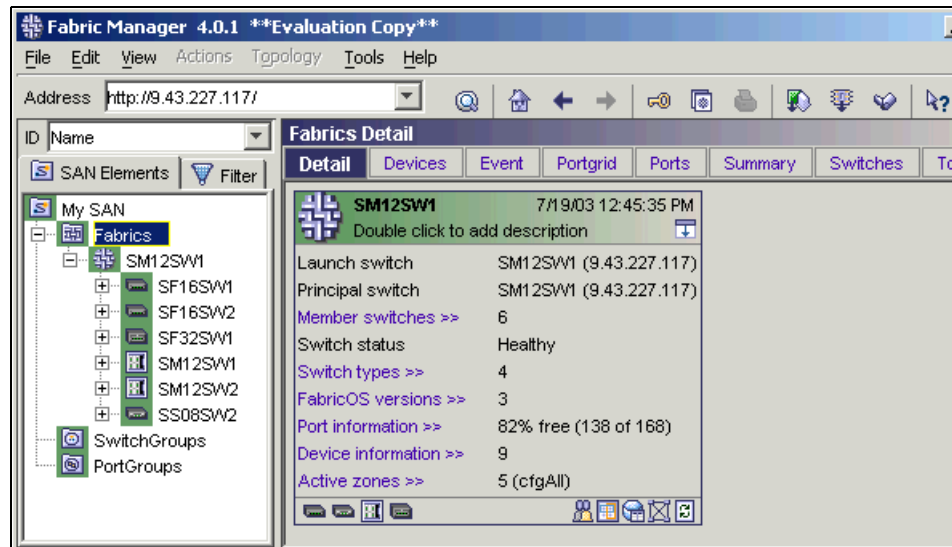 Fabric Manager 4.0.1 **Evaluation Copy**
File Edit View Actions Topology Tools Help
Address http://9.43.227.117/
ID Name
SAN Elements Filter
My SAN
Fabrics
SM12SW1
SF16SW1
SF16SW2
SF32SW1
SM12SW1
SM12SW2
SS08SW2
SwitchGroups
PortGroups
Fabrics Detail
Detail Devices Event Portgrid Ports Summary Switches To
SM12SW1 7/19/03 12:45:35 PM
Double click to add description
Launch switch SM12SW1 (9.43.227.117)
Principal switch SM12SW1 (9.43.227.117)
Member switches >> 6
Switch status Healthy
Switch types >> 4
FabricOS versions >> 3
Port information >> 82% free (138 of 168)
Device information >> 9
Active zones >> 5 (cfgAll)